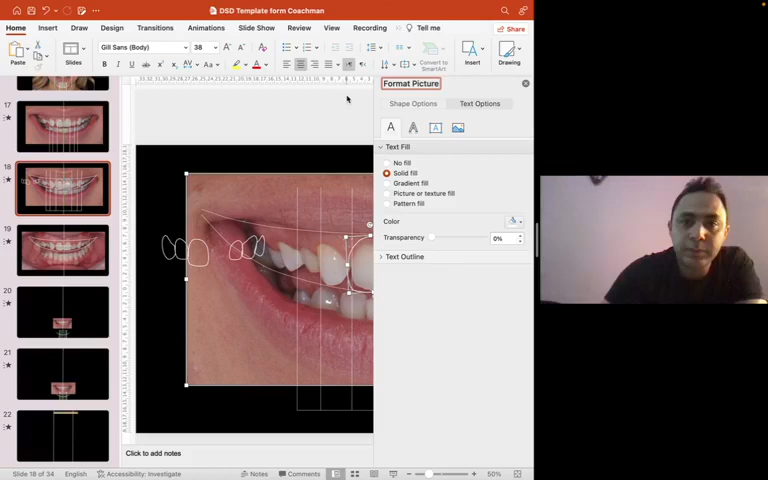 DSD Template form Coachman
Home Insert Draw Design Transitions Animations Slide Show Review View Recording Tell me Share
Paste Slides Gill Sans (Body) 38 Convert to SmartArt Insert Drawing
B I U
Format Picture
Shape Options Text Options
Text Fill
No fill
Solid fill
Gradient fill
Picture or texture fill
Pattern fill
Color
Transparency 0%
Text Outline
17
18
19
20
21
22
Click to add notes
Slide 18 of 34 English Accessibility: Investigate Notes Comments 50%